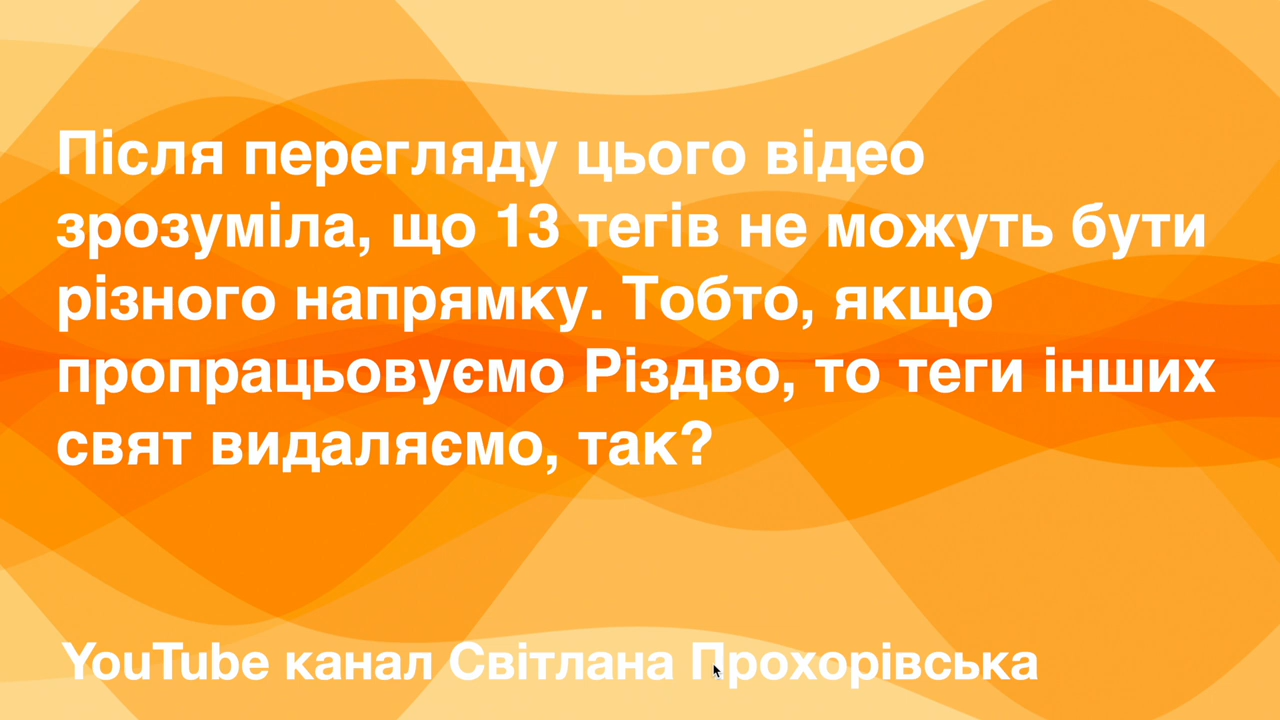 Після перегляду цього відео
зрозуміла, що 13 тегів не можуть бути
різного напрямку. Тобто, якщо
пропрацьовуємо Різдво, то теги інших
свят видаляємо, так?
YouTube канал Світлана Прохорівська